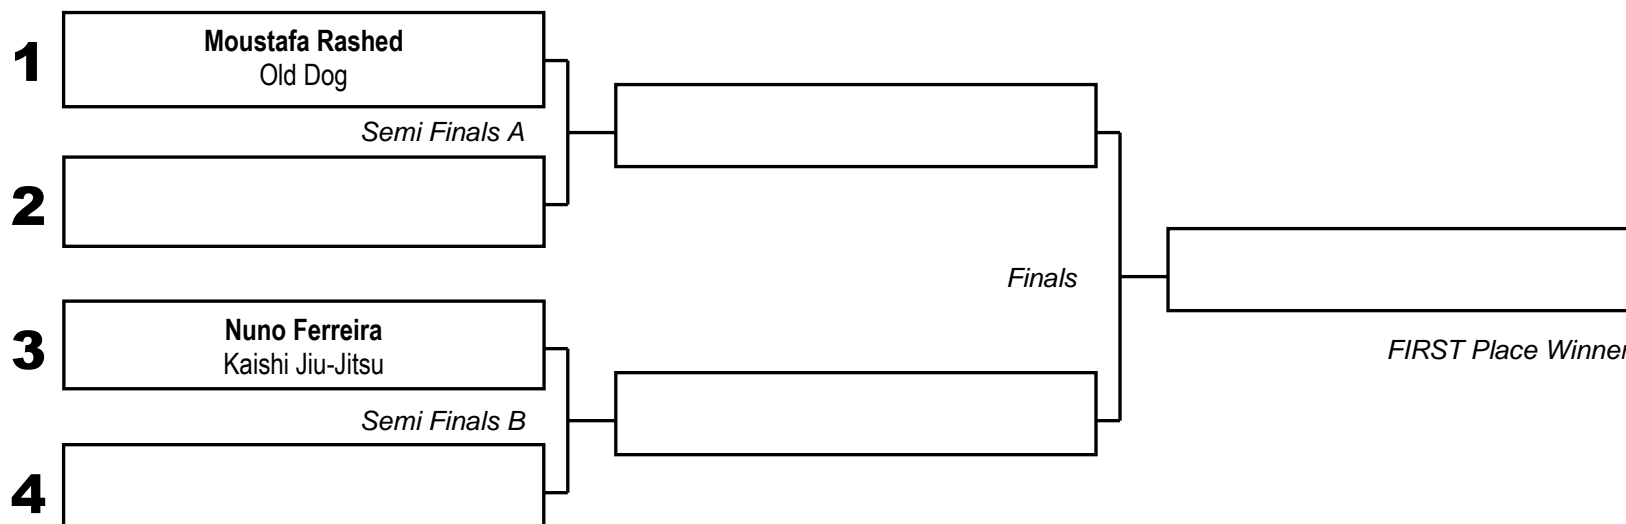 1
Moustafa Rashed
Old Dog
Semi Finals A
2
Finals
3
Nuno Ferreira
Kaishi Jiu-Jitsu
FIRST Place Winner
Semi Finals B
4